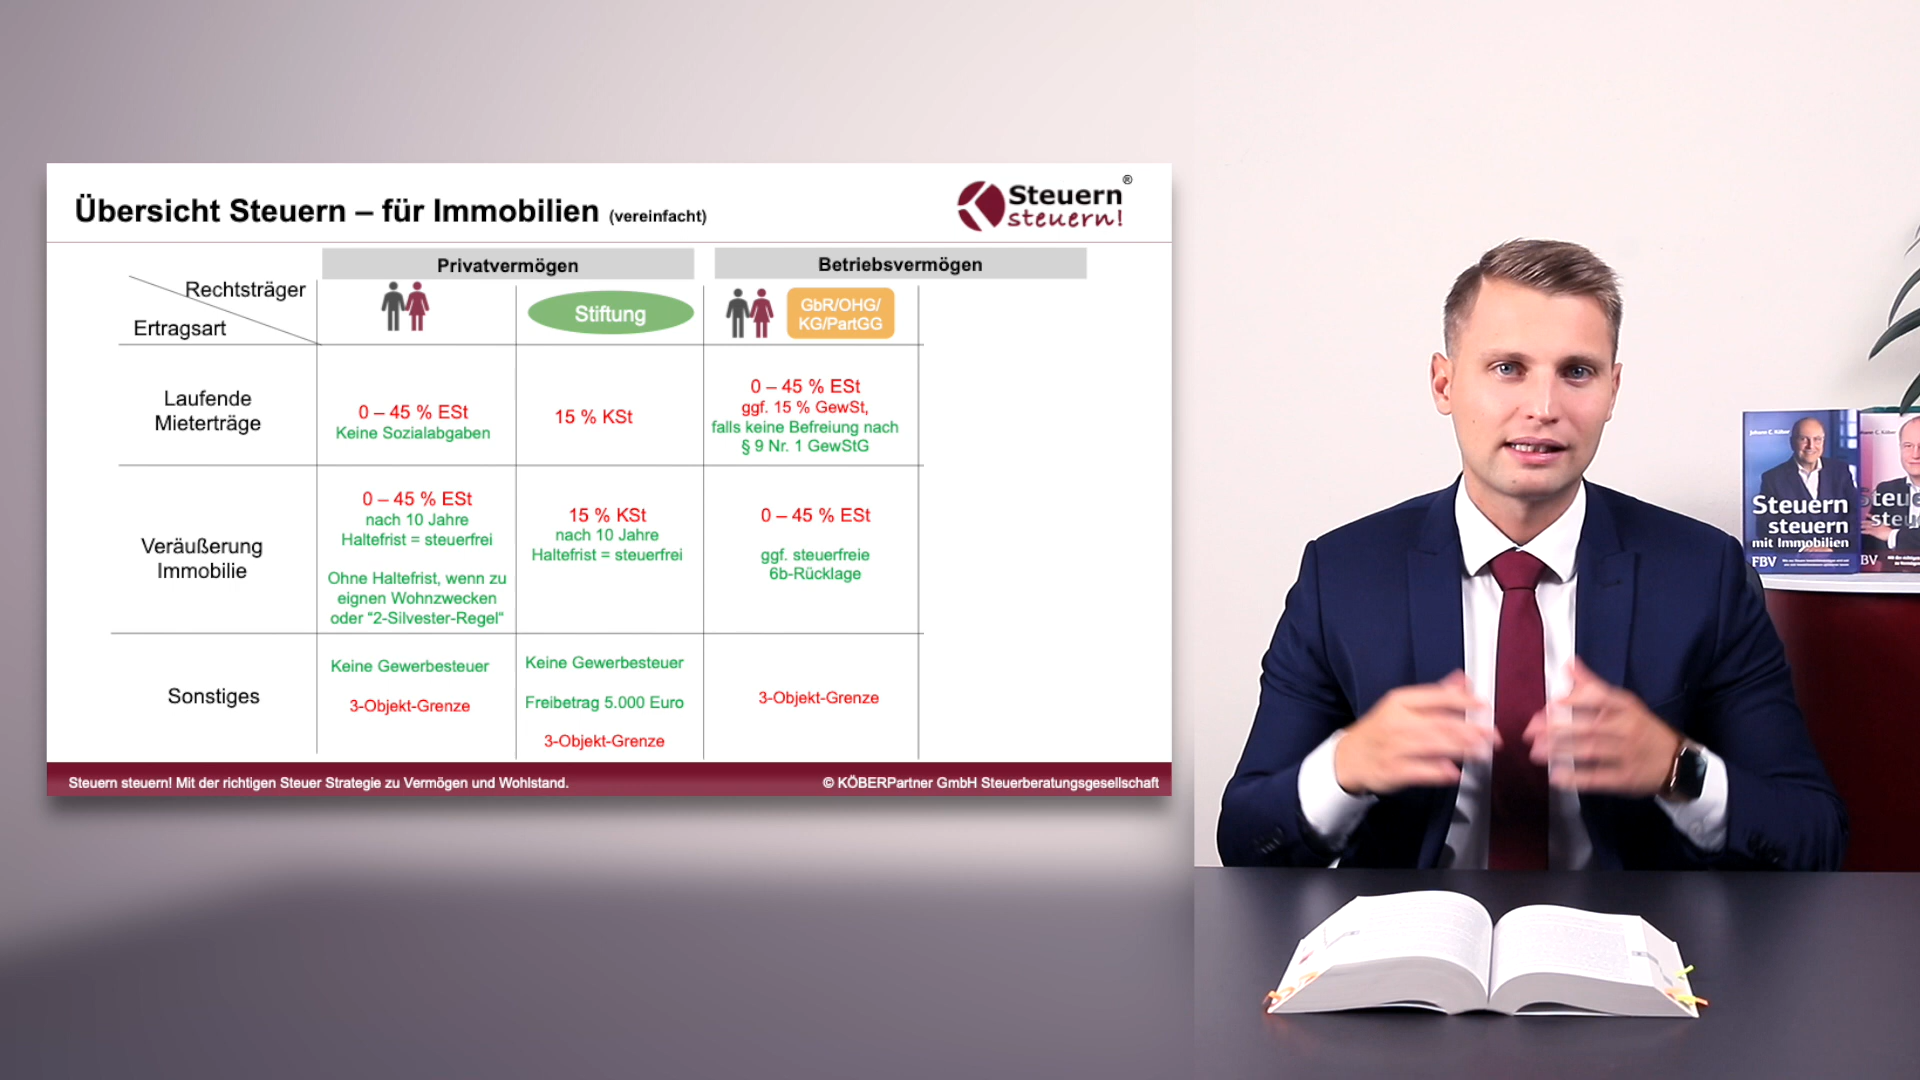 Übersicht Steuern – für Immobilien (vereinfacht)
Steuern®
steuern!
Privatvermögen
Betriebsvermögen
Rechtsträger
Ertragsart
Stiftung
GbR/OHG/
KG/PartGG
Laufende
Mieterträge
0 – 45 % ESt
Keine Sozialabgaben
15 % KSt
0 – 45 % ESt
ggf. 15 % GewSt,
falls keine Befreiung nach
§ 9 Nr. 1 GewStG
Veräußerung
Immobilie
0 – 45 % ESt
nach 10 Jahre
Haltefrist = steuerfrei
Ohne Haltefrist, wenn zu
eignen Wohnzwecken
oder "2-Silvester-Regel"
15 % KSt
nach 10 Jahre
Haltefrist = steuerfrei
0 – 45 % ESt
ggf. steuerfreie
6b-Rücklage
Sonstiges
Keine Gewerbesteuer
3-Objekt-Grenze
Keine Gewerbesteuer
Freibetrag 5.000 Euro
3-Objekt-Grenze
3-Objekt-Grenze
Steuern steuern! Mit der richtigen Steuer Strategie zu Vermögen und Wohlstand.
© KÖBERPartner GmbH Steuerberatungsgesellschaft
Johann C. Köber
Steuern
steuern
mit Immobilien
FBV
C. Köber
steu
BV